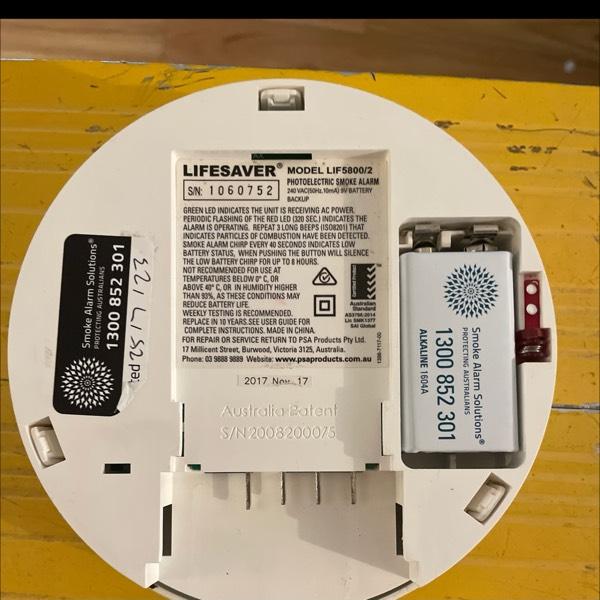 LIFESAVER® MODEL LIF5800/2
S/N: 1060752
PHOTOELECTRIC SMOKE ALARM
240 VAC(50Hz,10mA) 9V BATTERY
BACKUP
GREEN LED INDICATES THE UNIT IS RECEIVING AC POWER.
PERIODIC FLASHING OF THE RED LED (320 SEC.) INDICATES THE
ALARM IS OPERATING. REPEAT 3 LONG BEEPS (ISO8201) THAT
INDICATES PARTICLES OF COMBUSTION HAVE BEEN DETECTED.
SMOKE ALARM CHIRP EVERY 40 SECONDS INDICATES LOW
BATTERY STATUS, WHEN PUSHING THE BUTTON WILL SILENCE
THE LOW BATTERY CHIRP FOR UP TO 8 HOURS.
NOT RECOMMENDED FOR USE AT
TEMPERATURES BELOW 0° C, OR
ABOVE 40° C, OR IN HUMIDITY HIGHER
THAN 93%, AS THESE CONDITIONS MAY
REDUCE BATTERY LIFE.
WEEKLY TESTING IS RECOMMENDED.
REPLACE IN 10 YEARS.SEE USER GUIDE FOR
COMPLETE INSTRUCTIONS. MADE IN CHINA.
FOR REPAIR OR SERVICE RETURN TO PSA Products Pty Ltd.
17 Millicent Street, Burwood, Victoria 3125, Australia.
Phone: 03 9888 9889 Website: www.psaproducts.com.au
Australian
Standard
AS3786:2014
Lic SMK1377
SAI Global
2017 Nov 17
Australia Patent
S/N 2008200075
Smoke Alarm Solutions®
PROTECTING AUSTRALIANS
1300 852 301
Smoke Alarm Solutions®
PROTECTING AUSTRALIANS
1300 852 301
ALKALINE 1604A